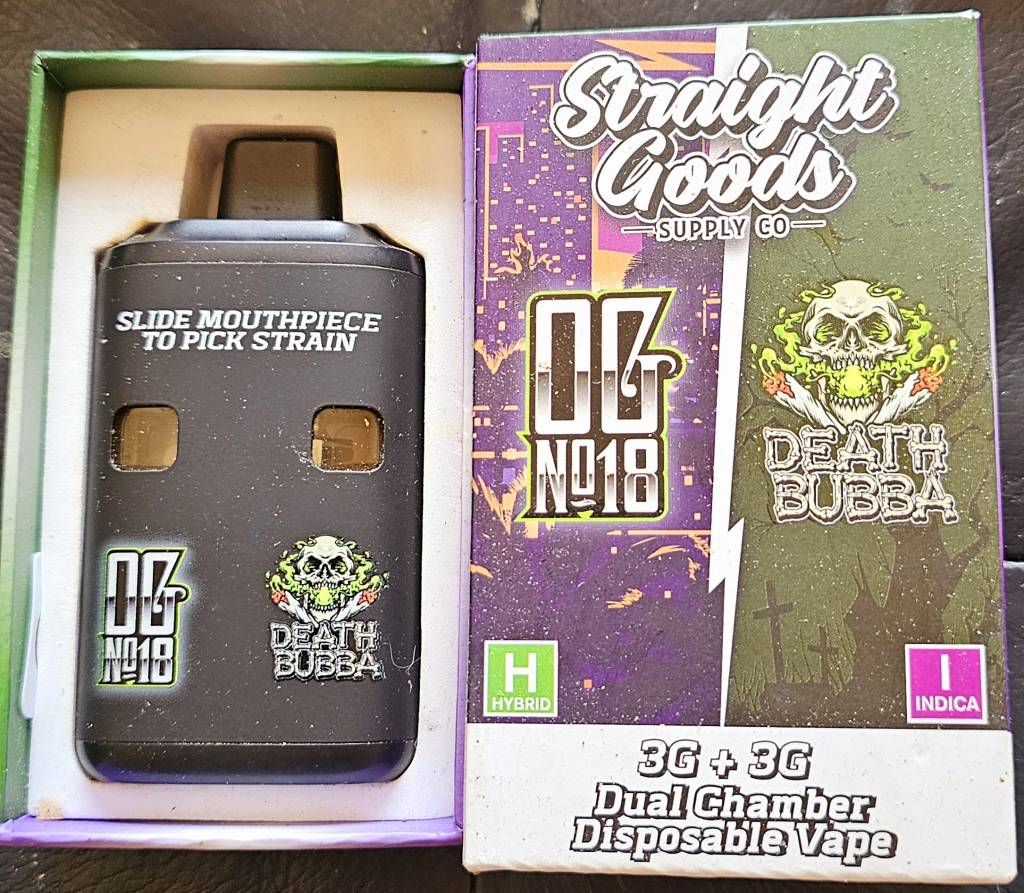 SLIDE MOUTHPIECE
TO PICK STRAIN
OG
No18
DEATH
BUBBA
Straight
Goods
SUPPLY CO
OG
No18
DEATH
BUBBA
H
HYBRID
I
INDICA
3G + 3G
Dual Chamber
Disposable Vape